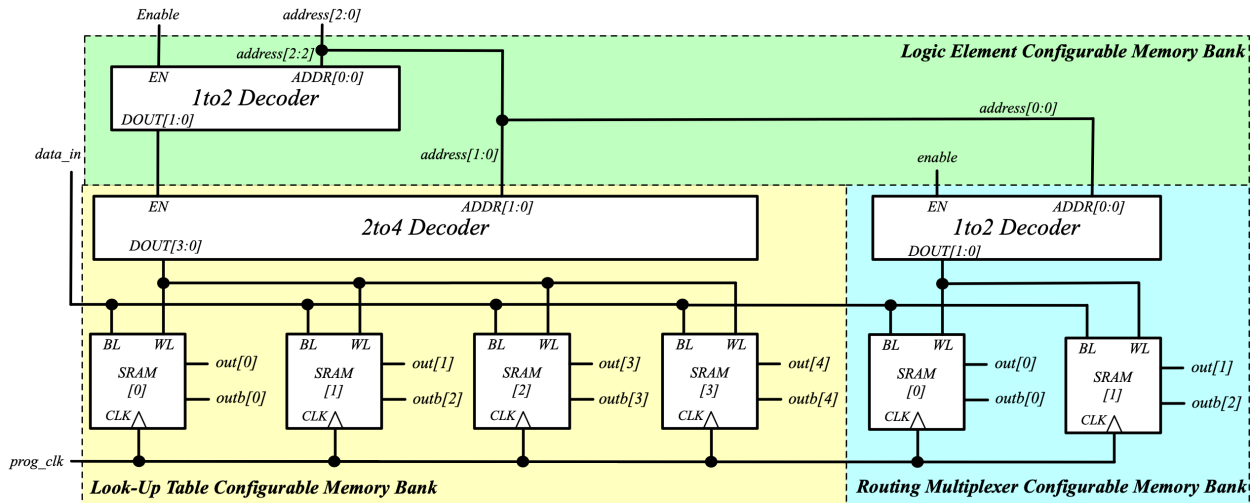 Enable
address[2:0]
address[2:2]
Logic Element Configurable Memory Bank
EN
ADDR[0:0]
1to2 Decoder
DOUT[1:0]
address[0:0]
data_in
address[1:0]
enable
EN
ADDR[1:0]
2to4 Decoder
DOUT[3:0]
EN
ADDR[0:0]
1to2 Decoder
DOUT[1:0]
BL WL
SRAM
[0]
CLK
out[0]
outb[0]
BL WL
SRAM
[1]
CLK
out[1]
outb[2]
BL WL
SRAM
[2]
CLK
out[3]
outb[3]
BL WL
SRAM
[3]
CLK
out[4]
outb[4]
BL WL
SRAM
[0]
CLK
out[0]
outb[0]
BL WL
SRAM
[1]
CLK
out[1]
outb[2]
prog_clk
Look-Up Table Configurable Memory Bank
Routing Multiplexer Configurable Memory Bank